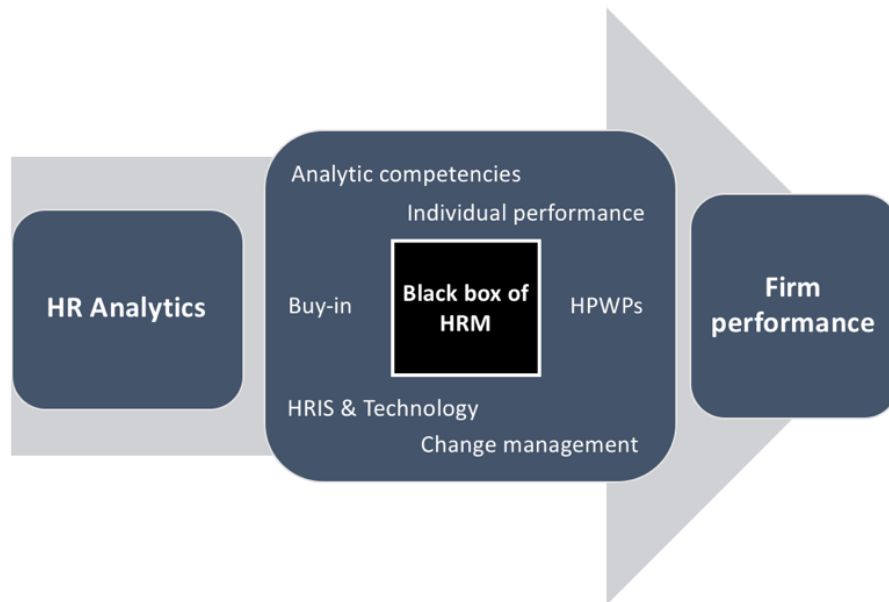 Analytic competencies
Individual performance
HR Analytics
Buy-in
Black box of
HRM
HPWPs
Firm
performance
HRIS & Technology
Change management